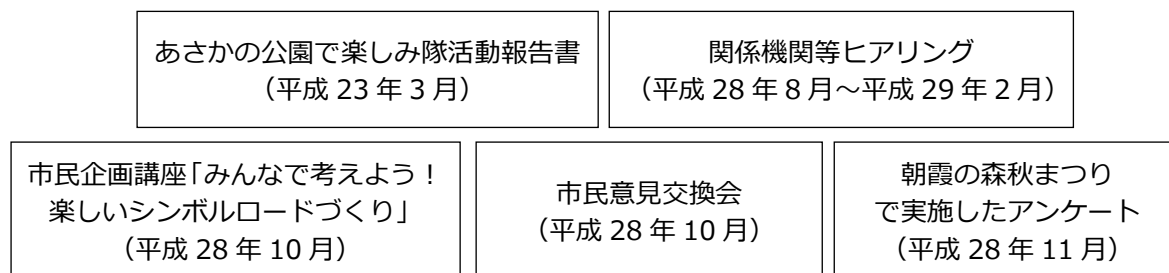 あさかの公園で楽しみ隊活動報告書
（平成 23 年 3 月）
関係機関等ヒアリング
（平成 28 年 8 月～平成 29 年 2 月）
市民企画講座「みんなで考えよう！
楽しいシンボルロードづくり」
（平成 28 年 10 月）
市民意見交換会
（平成 28 年 10 月）
朝霞の森秋まつり
で実施したアンケート
（平成 28 年 11 月）